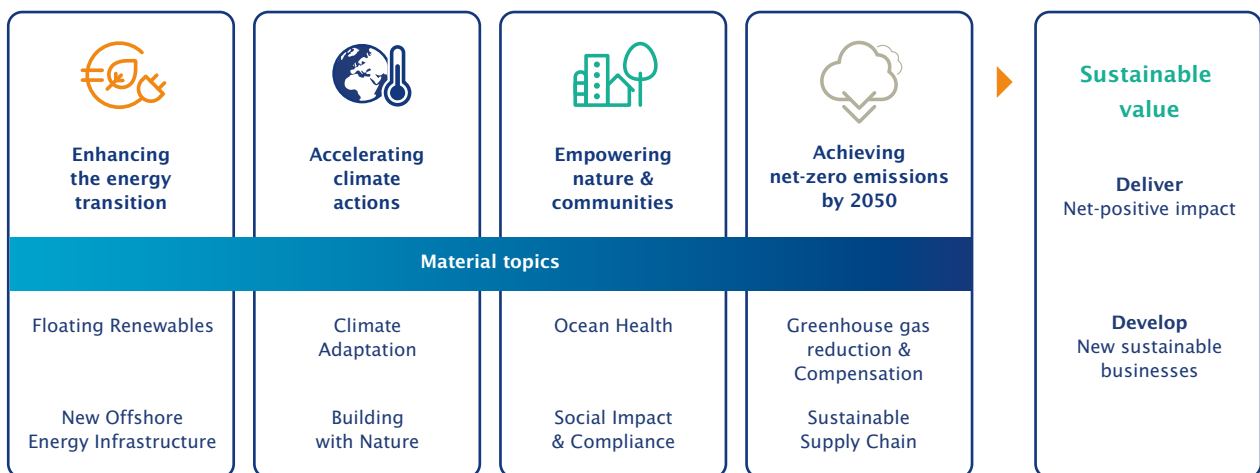 Enhancing
the energy
transition
Accelerating
climate
actions
Empowering
nature &
communities
Achieving
net-zero emissions
by 2050
Sustainable
value
Deliver
Net-positive impact
Material topics
Floating Renewables
Climate
Adaptation
Ocean Health
Greenhouse gas
reduction &
Compensation
Develop
New sustainable
businesses
New Offshore
Energy Infrastructure
Building
with Nature
Social Impact
& Compliance
Sustainable
Supply Chain